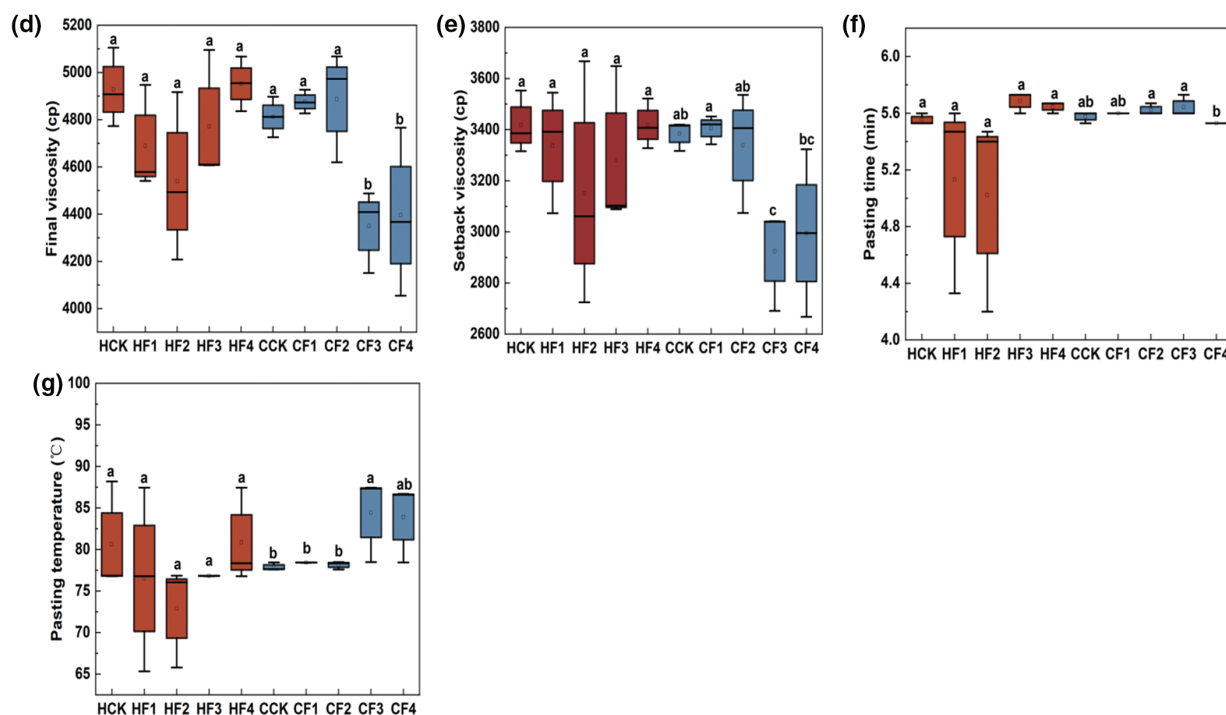 (d)
Final viscosity (cp)
5200
5000
4800
4600
4400
4200
4000
a a a a a a a a b b
HCK HF1 HF2 HF3 HF4 CCK CF1 CF2 CF3 CF4
(e)
Setback viscosity (cp)
3800
3600
3400
3200
3000
2800
2600
a a a a a ab a ab c bc
HCK HF1 HF2 HF3 HF4 CCK CF1 CF2 CF3 CF4
(f)
Pasting time (min)
6.0
5.6
5.2
4.8
4.4
4.0
a a a a a ab ab a a b
HCK HF1 HF2 HF3 HF4 CCK CF1 CF2 CF3 CF4
(g)
Pasting temperature (℃)
100
95
90
85
80
75
70
65
a a a a a b b b a ab
HCK HF1 HF2 HF3 HF4 CCK CF1 CF2 CF3 CF4